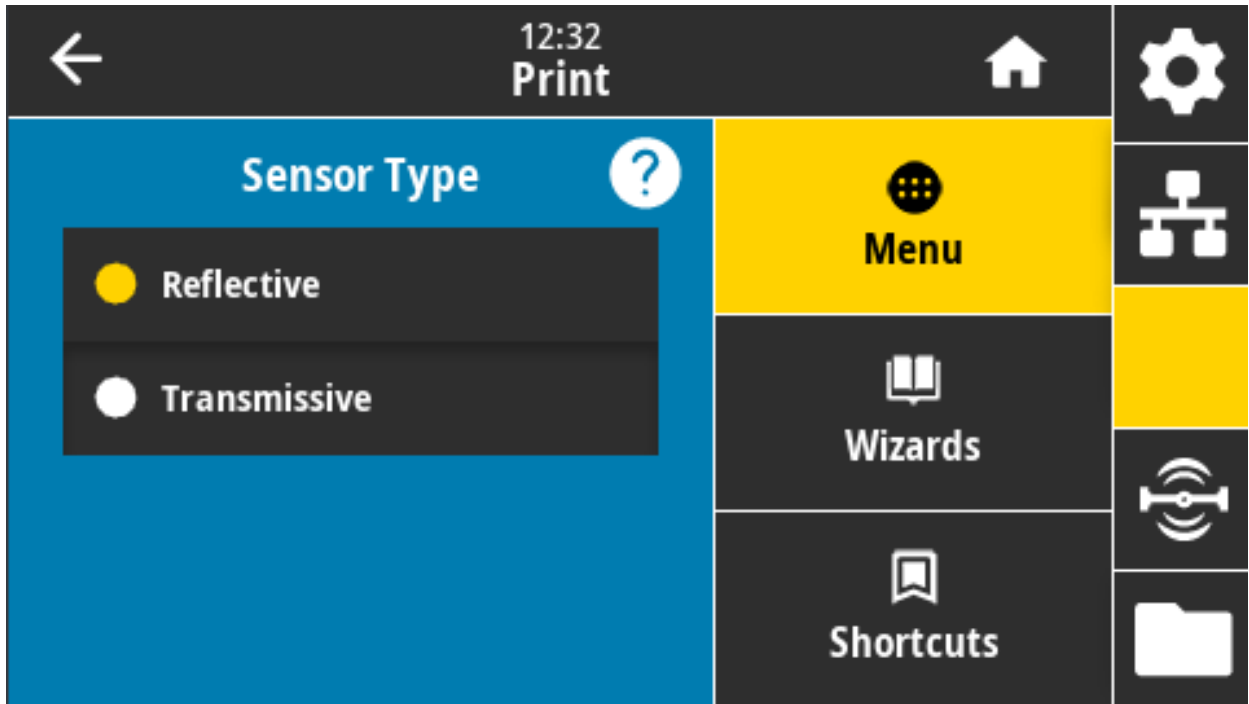 12:32
Print
Sensor Type
?
Reflective
Transmissive
Menu
Wizards
Shortcuts